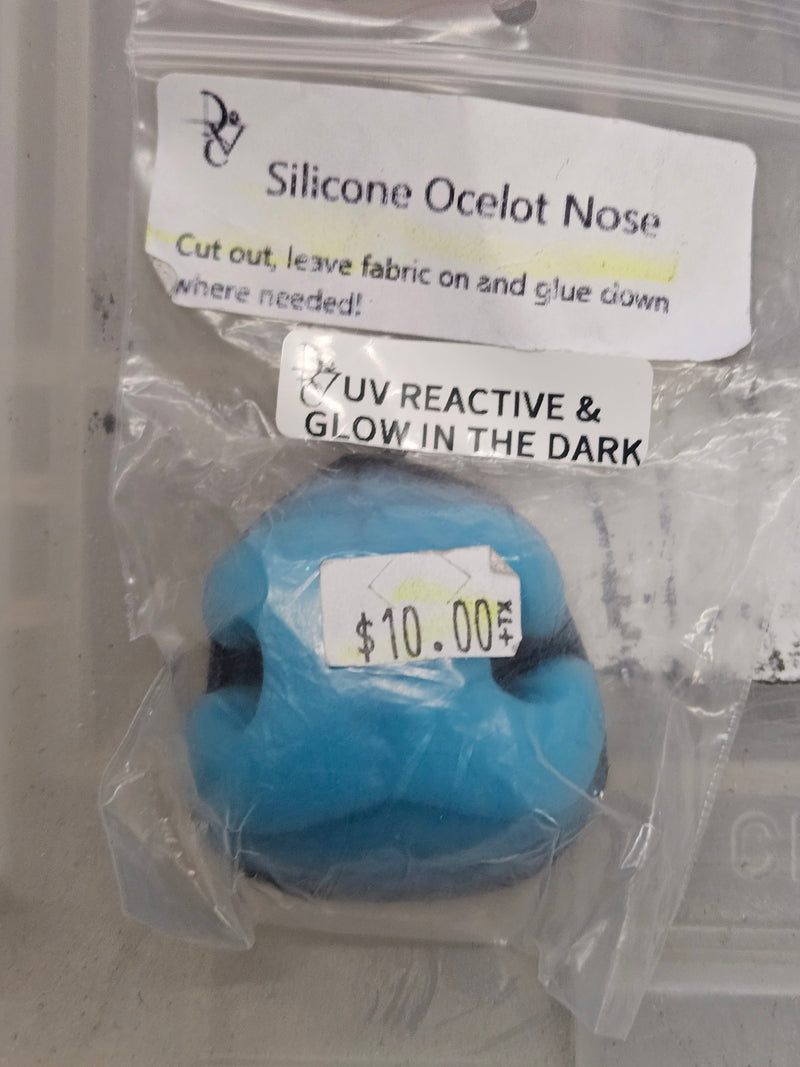 Silicone Ocelot Nose
Cut out, leave fabric on and glue down
where needed!
UV REACTIVE &
GLOW IN THE DARK
$10.00